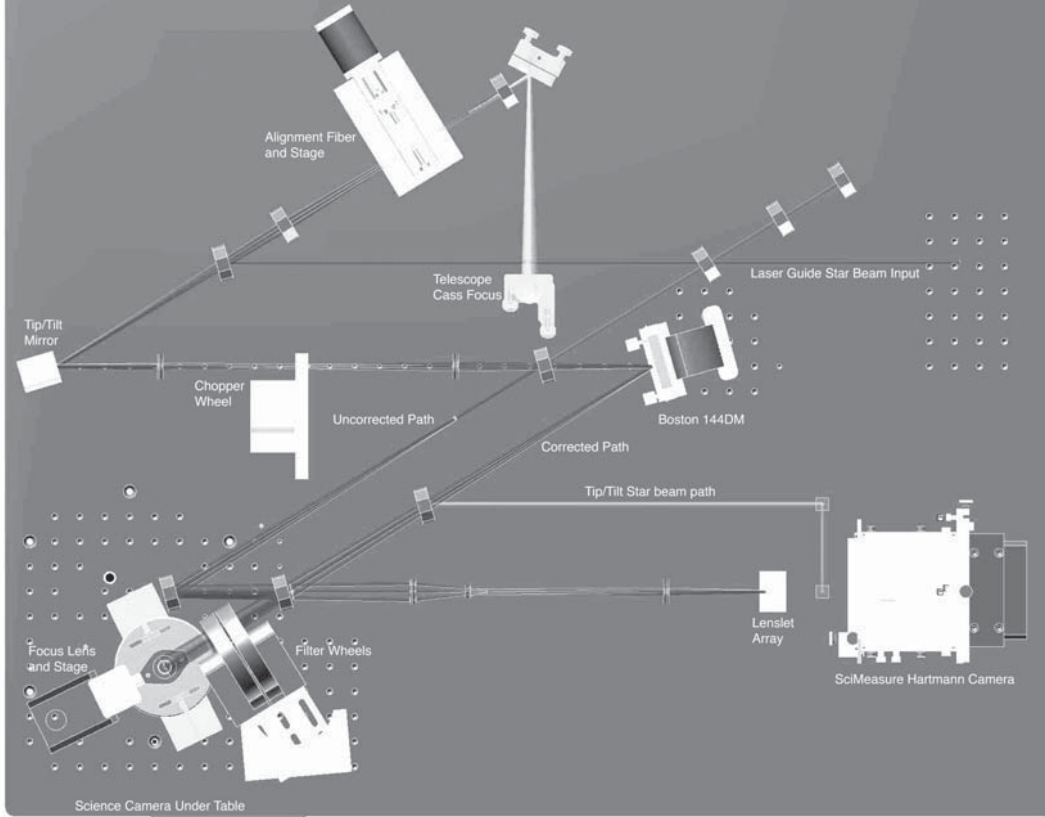 Alignment Fiber
and Stage
Telescope
Cass Focus
Laser Guide Star Beam Input
Tip/Tilt
Mirror
Chopper
Wheel
Uncorrected Path
Boston 144DM
Corrected Path
Tip/Tilt Star beam path
Focus Lens
and Stage
Filter Wheels
Lenslet
Array
SciMeasure Hartmann Camera
Science Camera Under Table